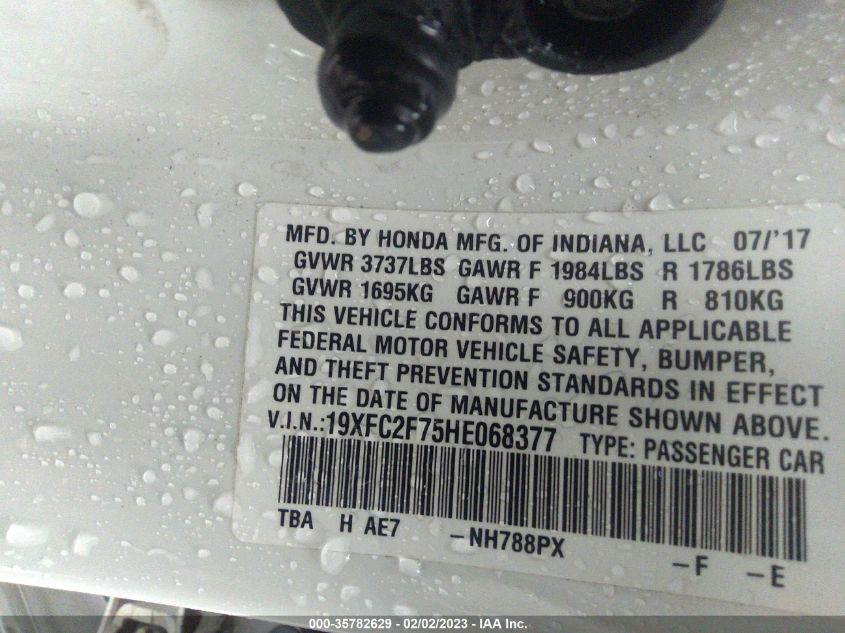 MFD. BY HONDA MFG. OF INDIANA, LLC 07/'17
GVWR 3737LBS GAWR F 1984LBS R 1786LBS
GVWR 1695KG GAWR F 900KG R 810KG
THIS VEHICLE CONFORMS TO ALL APPLICABLE
FEDERAL MOTOR VEHICLE SAFETY, BUMPER,
AND THEFT PREVENTION STANDARDS IN EFFECT
ON THE DATE OF MANUFACTURE SHOWN ABOVE.
V.I.N.:19XFC2F75HE068377 TYPE: PASSENGER CAR
TBA H AE7 -NH788PX -F -E
000-35782629 - 02/02/2023 - IAA Inc.